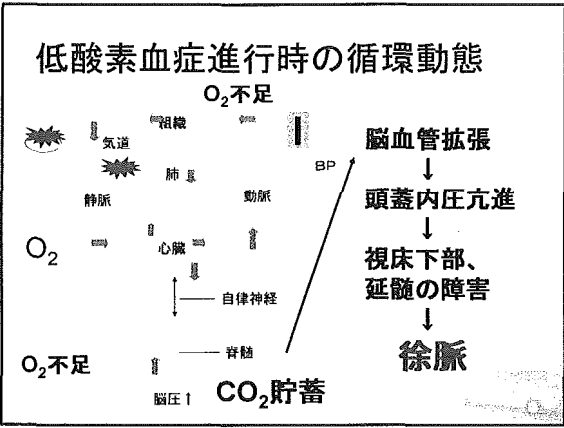 低酸素血症進行時の循環動態
O₂不足
組織
気道
BP
肺
静脈
動脈
O₂
心臓
自律神経
脊髄
O₂不足
脳圧↑
CO₂貯蓄
脳血管拡張
↓
頭蓋内圧亢進
↓
視床下部、
延髄の障害
↓
徐脈